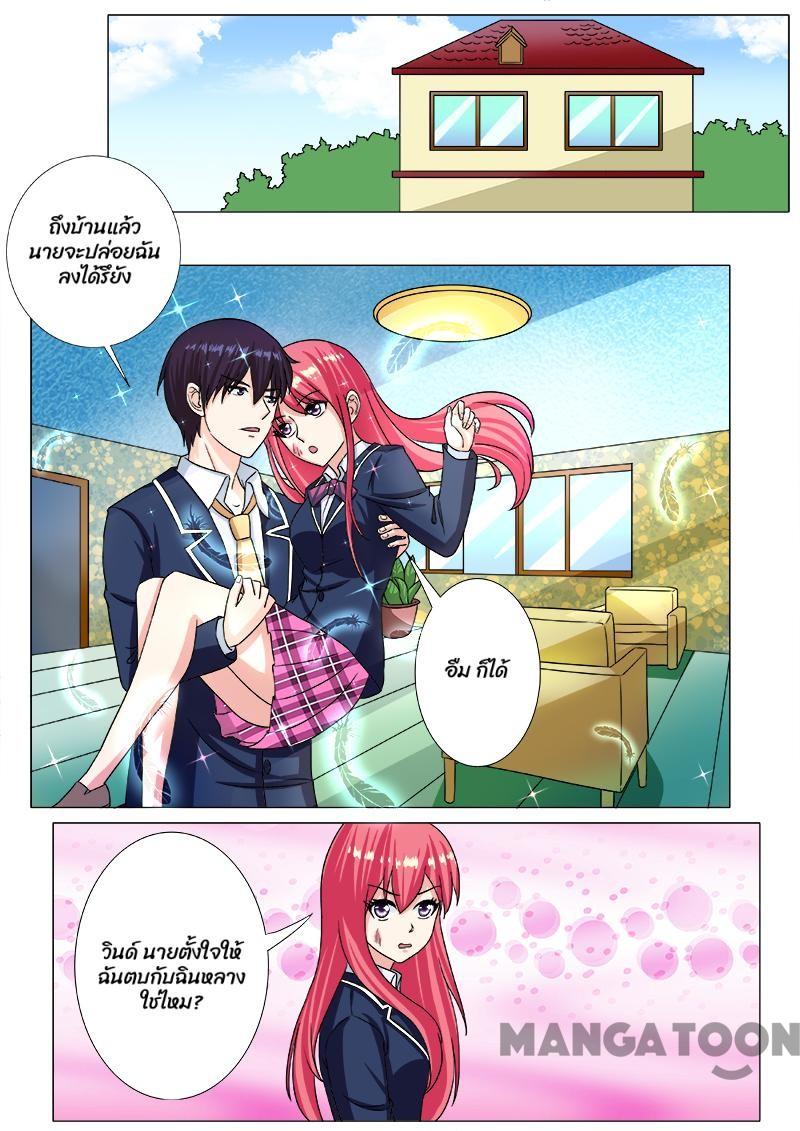 ถึงบ้านแล้ว
นายจะปล่อยฉัน
ลงได้รึยัง
อืม ก็ได้
วินด์ นายตั้งใจให้
ฉันตบกับฉินหลาง
ใช่ไหม?
MANGATOON